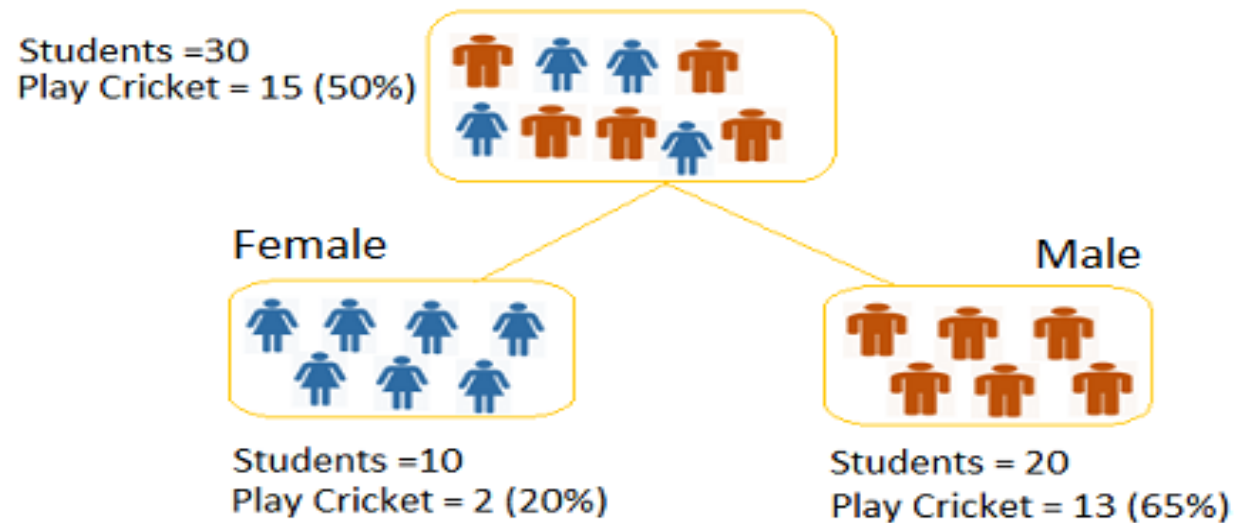 Students =30
Play Cricket = 15 (50%)
Female
Male
Students =10
Play Cricket = 2 (20%)
Students = 20
Play Cricket = 13 (65%)